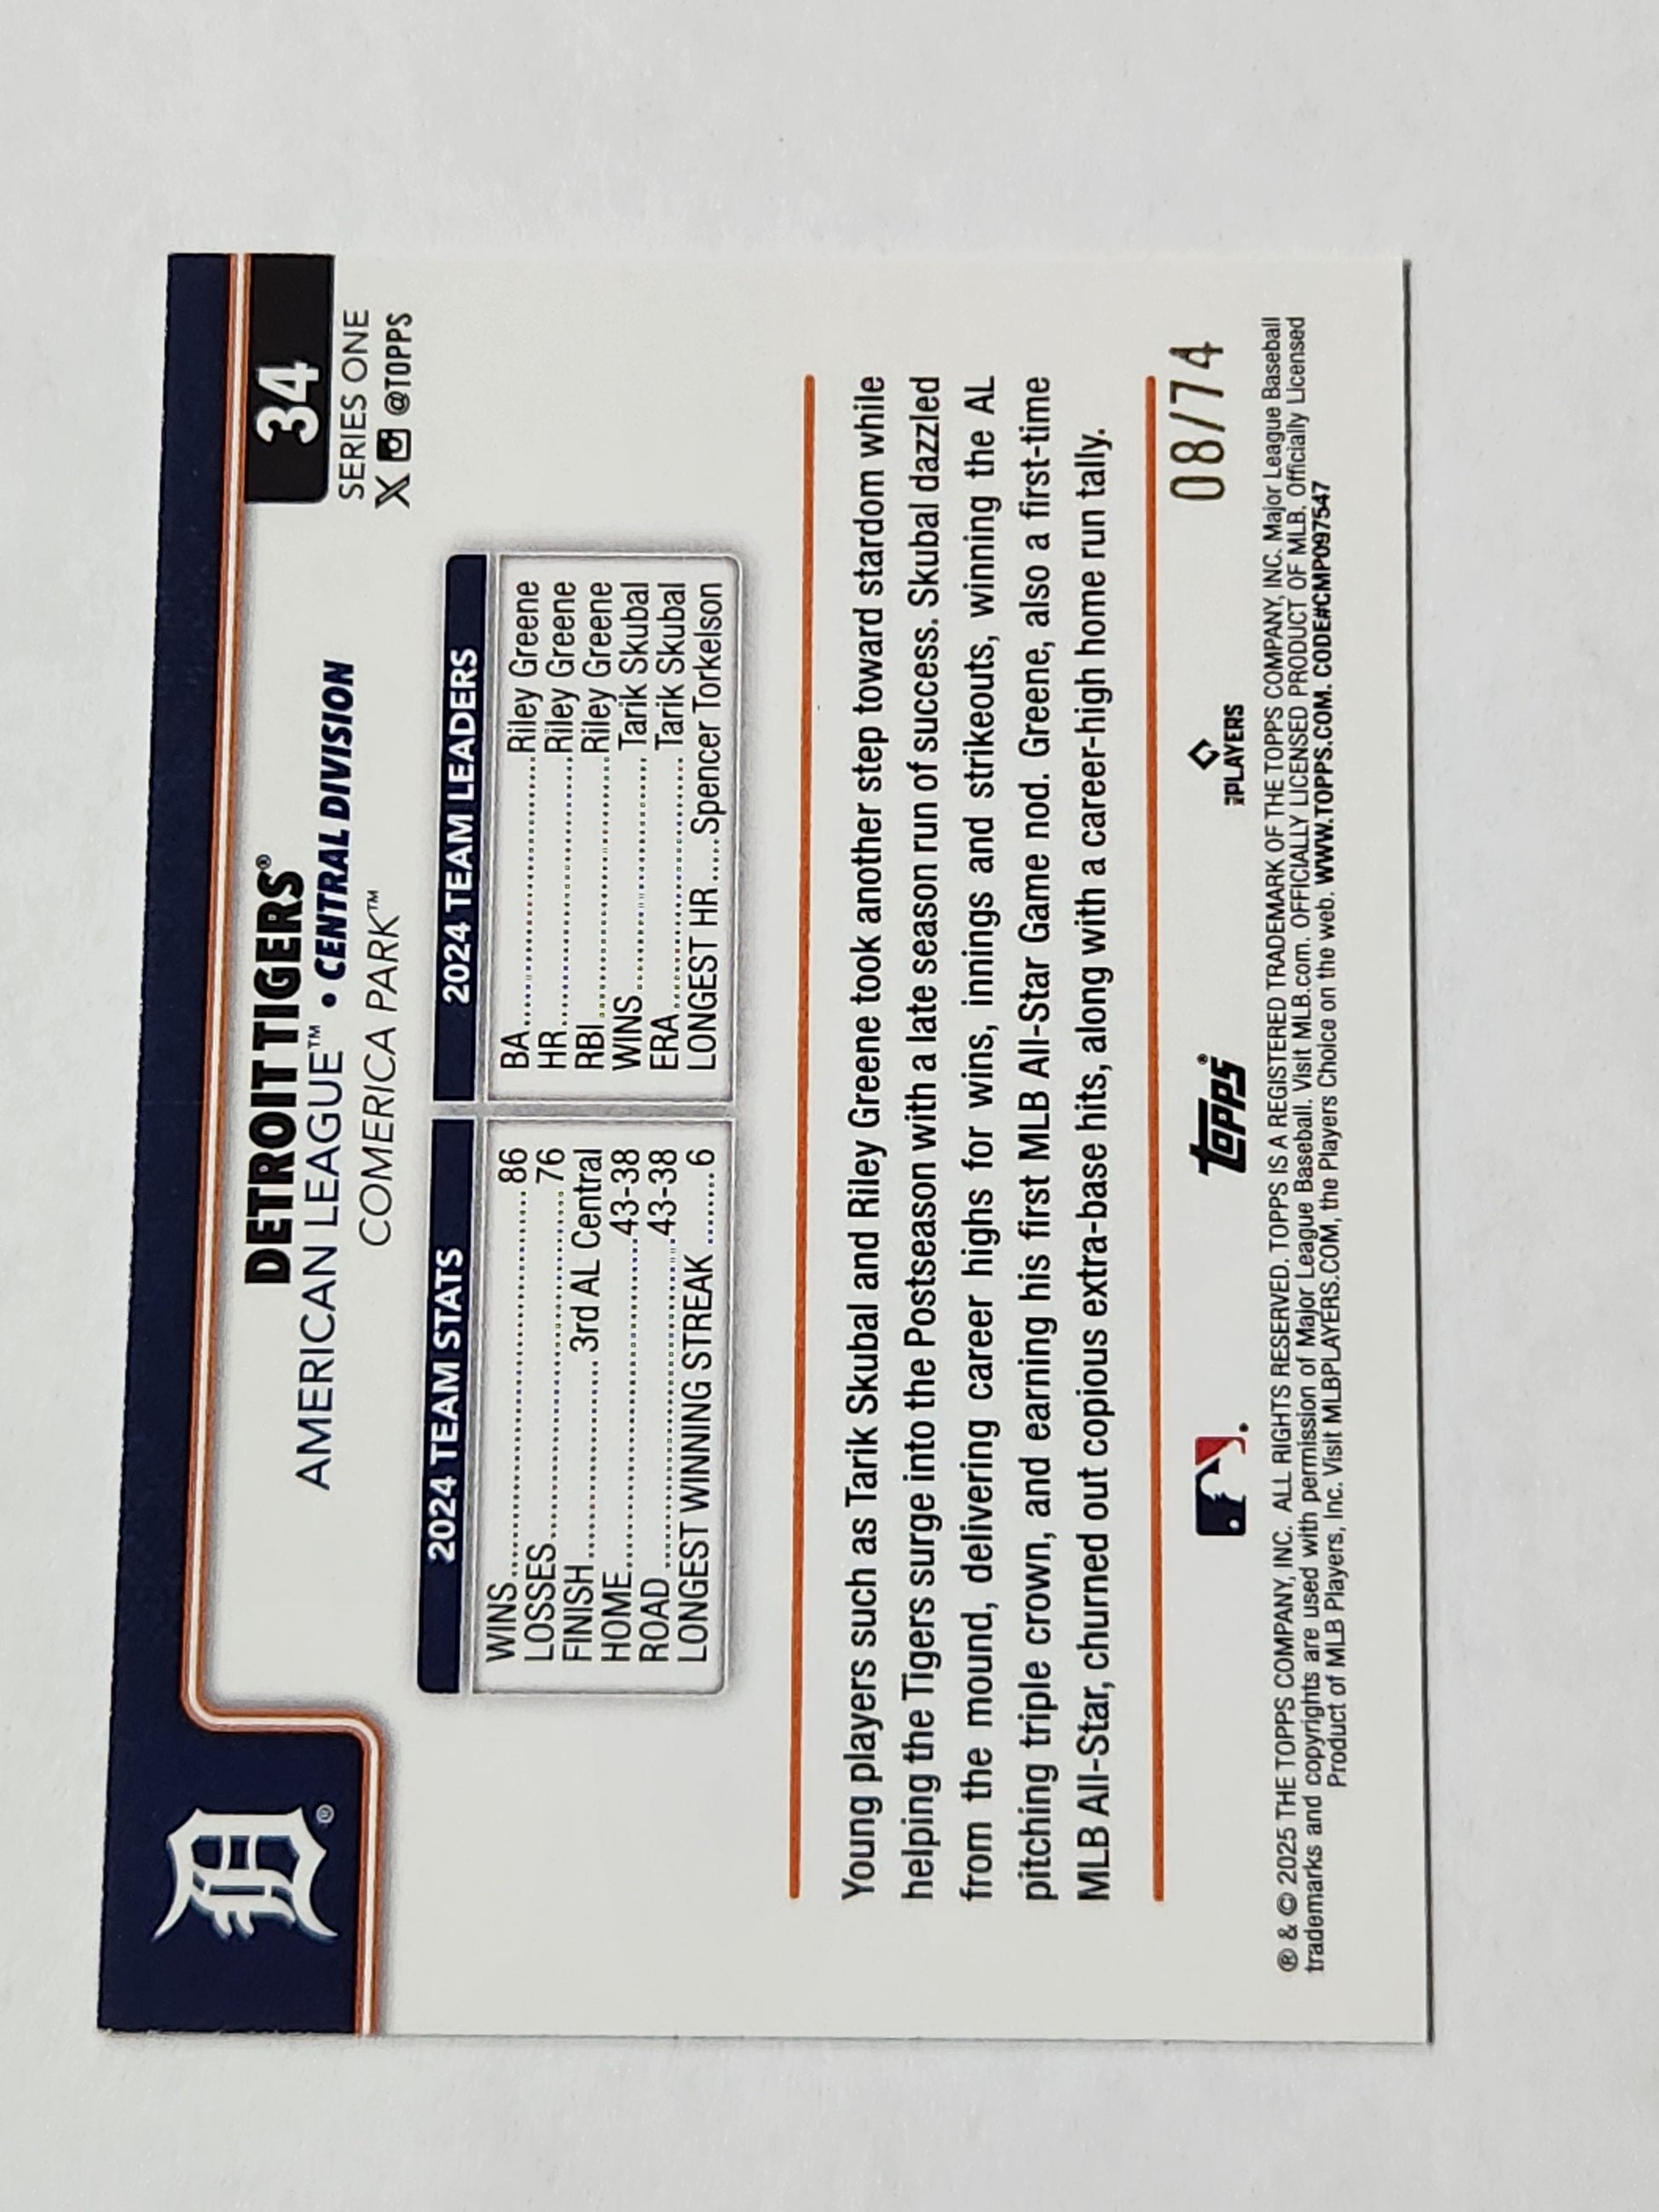 D®
34
SERIES ONE
X @TOPPS
DETROIT TIGERS®
AMERICAN LEAGUE™ • CENTRAL DIVISION
COMERICA PARK™
2024 TEAM STATS
WINS..........86
LOSSES..........76
FINISH..........3rd AL Central
HOME..........43-38
ROAD..........43-38
LONGEST WINNING STREAK.......6
2024 TEAM LEADERS
BA..........Riley Greene
HR..........Riley Greene
RBI..........Riley Greene
WINS..........Tarik Skubal
ERA..........Tarik Skubal
LONGEST HR.....Spencer Torkelson
Young players such as Tarik Skubal and Riley Greene took another step toward stardom while
helping the Tigers surge into the Postseason with a late season run of success. Skubal dazzled
from the mound, delivering career highs for wins, innings and strikeouts, winning the AL
pitching triple crown, and earning his first MLB All-Star Game nod. Greene, also a first-time
MLB All-Star, churned out copious extra-base hits, along with a career-high home run tally.
topps®
PLAYERS
08/74
® & © 2025 THE TOPPS COMPANY, INC. ALL RIGHTS RESERVED. TOPPS IS A REGISTERED TRADEMARK OF THE TOPPS COMPANY, INC. Major League Baseball
trademarks and copyrights are used with permission of Major League Baseball. Visit MLB.com. OFFICIALLY LICENSED PRODUCT OF MLB. Officially Licensed
Product of MLB Players, Inc. Visit MLBPLAYERS.COM, the Players Choice on the web. WWW.TOPPS.COM. CODE#CMP097547